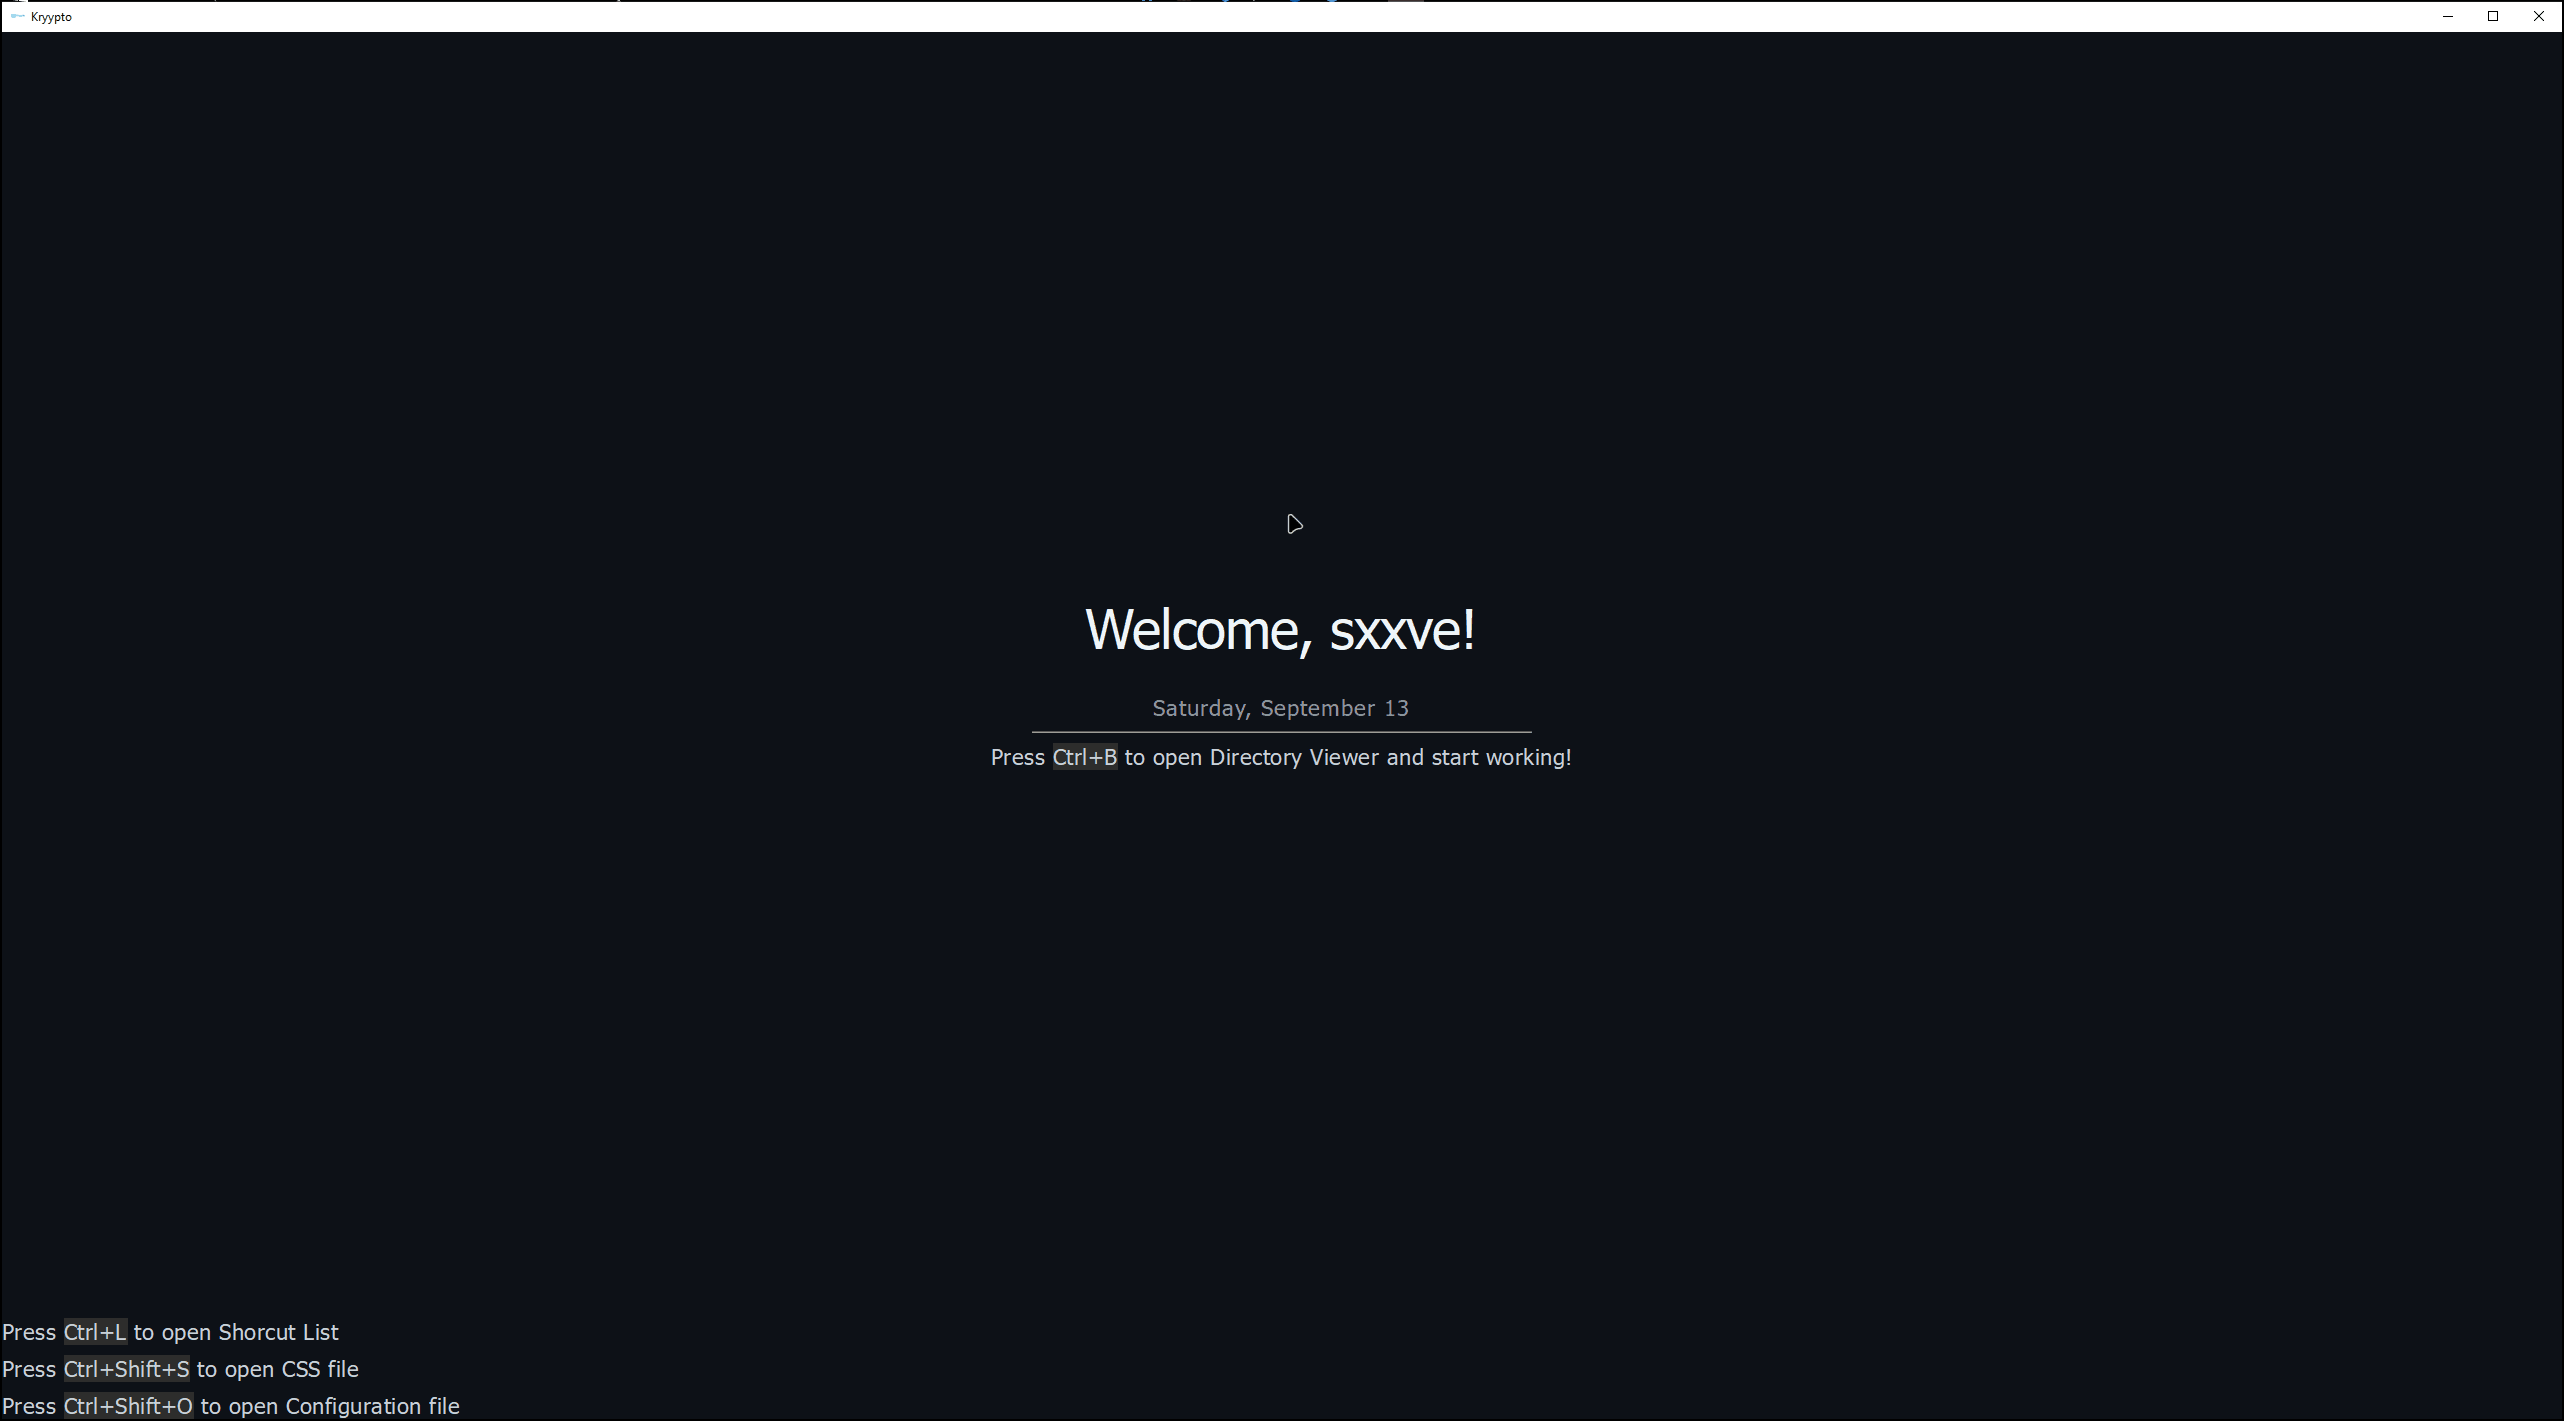 Kryypto
Welcome, sxxve!
Saturday, September 13
Press Ctrl+B to open Directory Viewer and start working!
Press Ctrl+L to open Shorcut List
Press Ctrl+Shift+S to open CSS file
Press Ctrl+Shift+O to open Configuration file